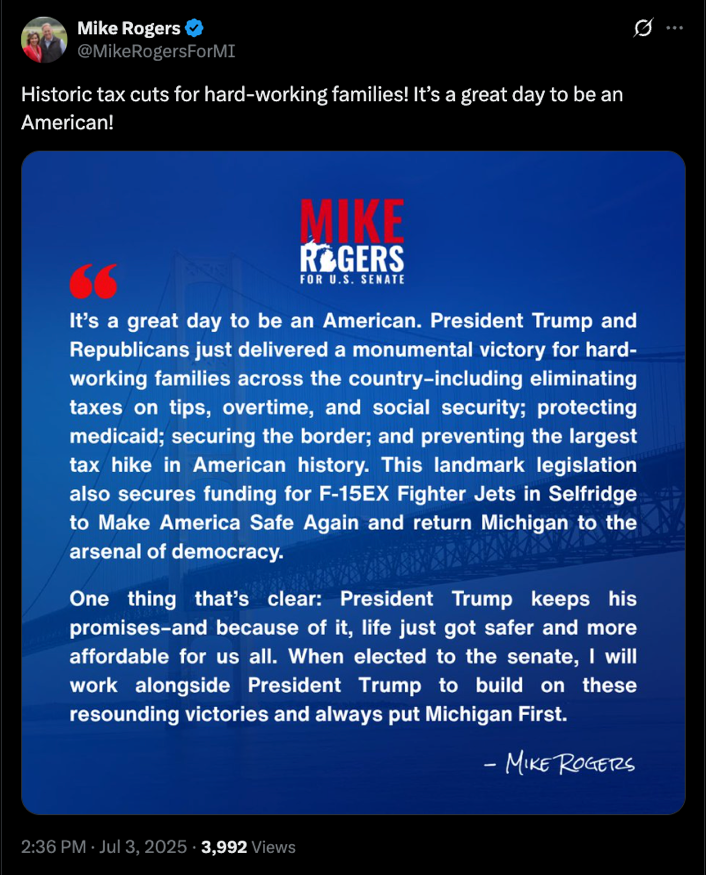 Mike Rogers
@MikeRogersForMI
Historic tax cuts for hard-working families! It’s a great day to be an
American!
MIKE
ROGERS
FOR U.S. SENATE
“
It’s a great day to be an American. President Trump and
Republicans just delivered a monumental victory for hard-
working families across the country–including eliminating
taxes on tips, overtime, and social security; protecting
medicaid; securing the border; and preventing the largest
tax hike in American history. This landmark legislation
also secures funding for F-15EX Fighter Jets in Selfridge
to Make America Safe Again and return Michigan to the
arsenal of democracy.
One thing that’s clear: President Trump keeps his
promises–and because of it, life just got safer and more
affordable for us all. When elected to the senate, I will
work alongside President Trump to build on these
resounding victories and always put Michigan First.
– MIKE ROGERS
2:36 PM · Jul 3, 2025 · 3,992 Views